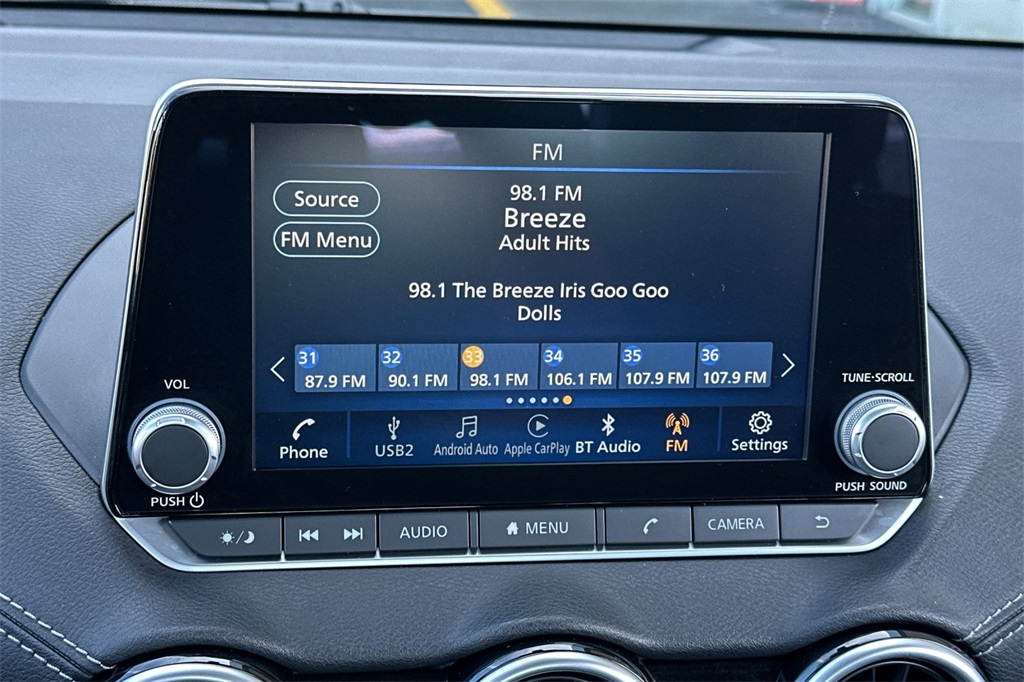 FM
Source
FM Menu
98.1 FM
Breeze
Adult Hits
98.1 The Breeze Iris Goo Goo
Dolls
31 32 33 34 35 36
87.9 FM 90.1 FM 98.1 FM 106.1 FM 107.9 FM 107.9 FM
Phone USB2 Android Auto Apple CarPlay BT Audio FM Settings
VOL
PUSH
TUNE·SCROLL
PUSH SOUND
AUDIO MENU CAMERA